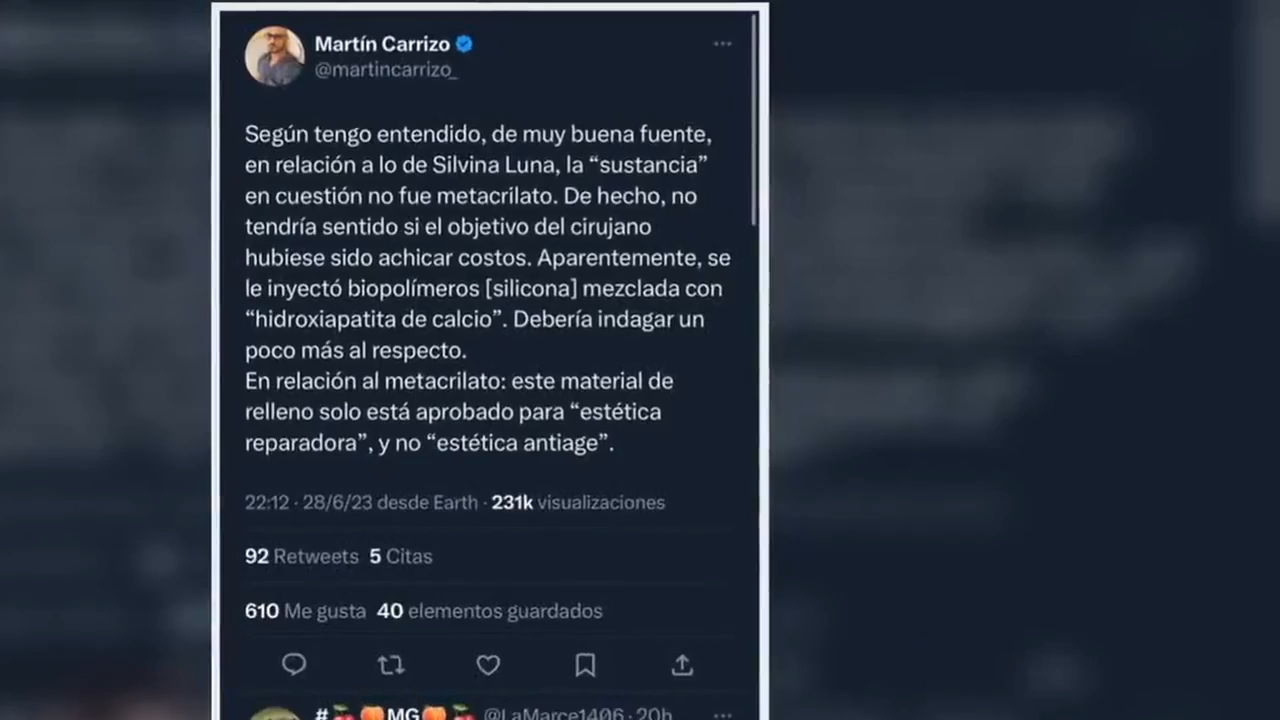 Martín Carrizo
@martincarrizo_
Según tengo entendido, de muy buena fuente,
en relación a lo de Silvina Luna, la “sustancia”
en cuestión no fue metacrilato. De hecho, no
tendría sentido si el objetivo del cirujano
hubiese sido achicar costos. Aparentemente, se
le inyectó biopolímeros [silicona] mezclada con
“hidroxiapatita de calcio”. Debería indagar un
poco más al respecto.
En relación al metacrilato: este material de
relleno solo está aprobado para “estética
reparadora”, y no “estética antiage”.
22:12 · 28/6/23 desde Earth · 231k visualizaciones
92 Retweets 5 Citas
610 Me gusta 40 elementos guardados
#🍒🍑MG🍑🍒 @LaMarce1406 · 20h